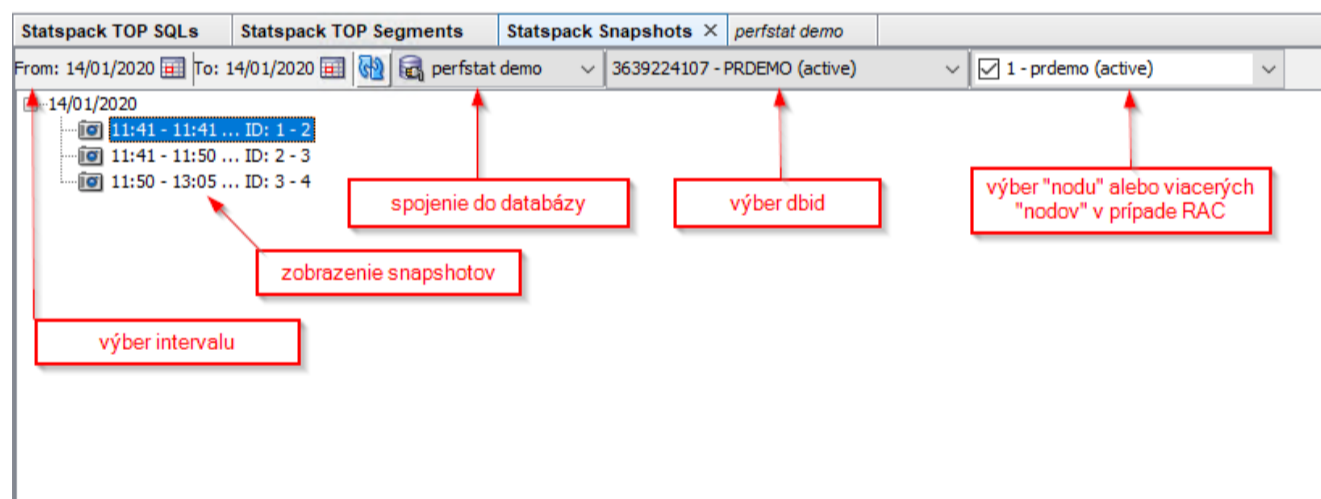 Statspack TOP SQLs Statspack TOP Segments Statspack Snapshots × perfstat demo
From: 14/01/2020 To: 14/01/2020 perfstat demo 3639224107 - PRDEMO (active) 1 - prdemo (active)
14/01/2020
11:41 - 11:41 ... ID: 1 - 2
11:41 - 11:50 ... ID: 2 - 3
11:50 - 13:05 ... ID: 3 - 4
spojenie do databázy
výber dbid
výber "nodu" alebo viacerých
"nodov" v prípade RAC
zobrazenie snapshotov
výber intervalu